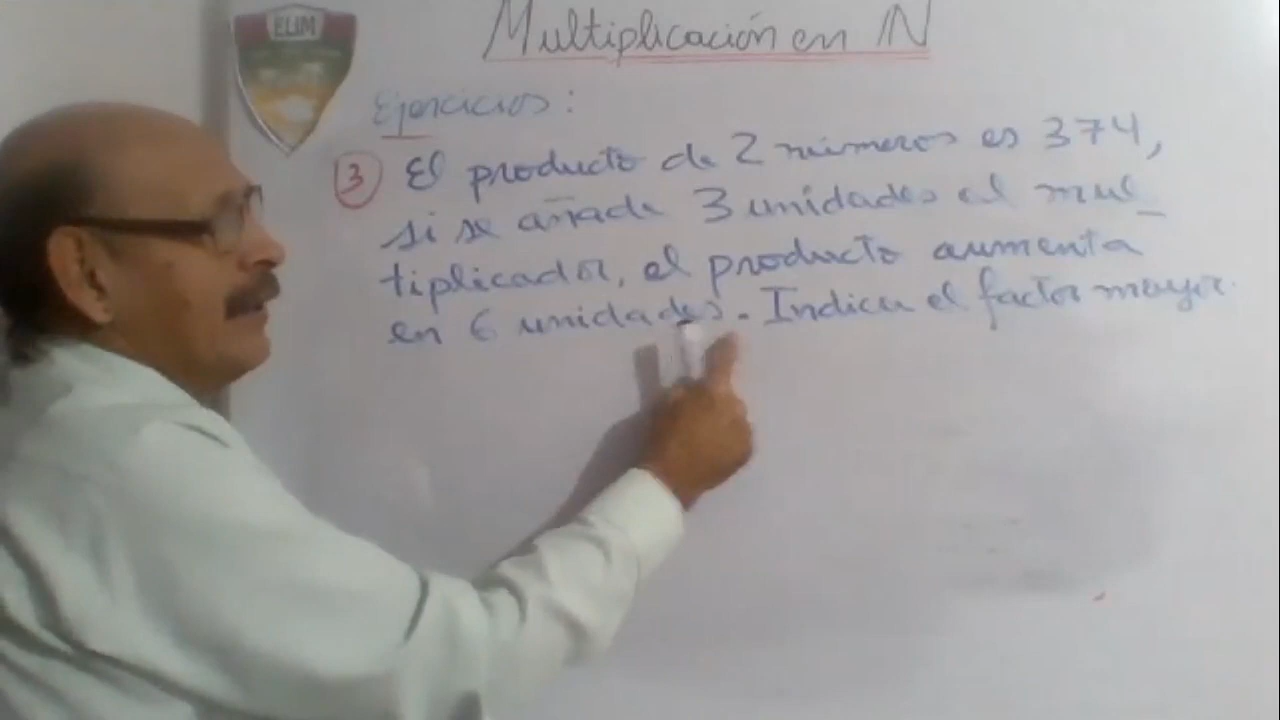 ELIM
Multiplicación en N
Ejercicios:
3 El producto de 2 números es 374,
si se añade 3 unidades al mul_
tiplicador, el producto aumenta
en 6 unidades. Indicar el factor mayor.